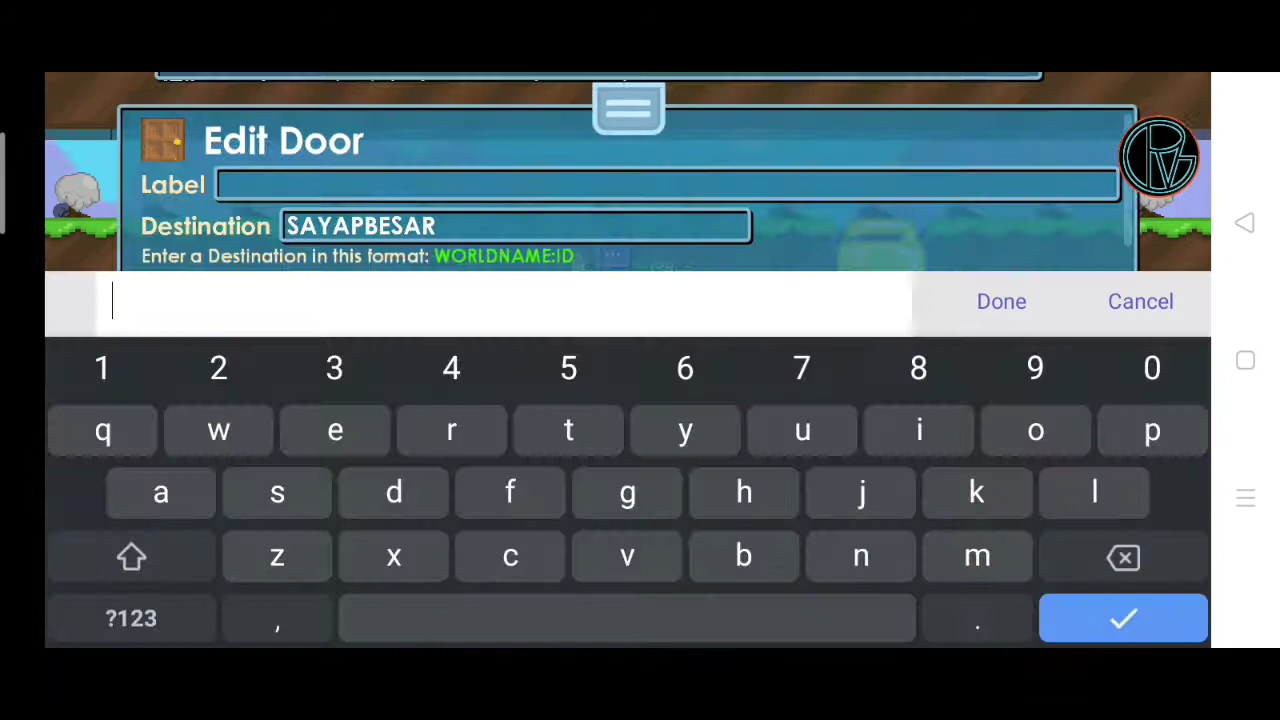 Edit Door
Label
Destination SAYAPBESAR
Enter a Destination in this format: WORLDNAME:ID
Done Cancel
1 2 3 4 5 6 7 8 9 0
q w e r t y u i o p
a s d f g h j k l
z x c v b n m
?123 , .